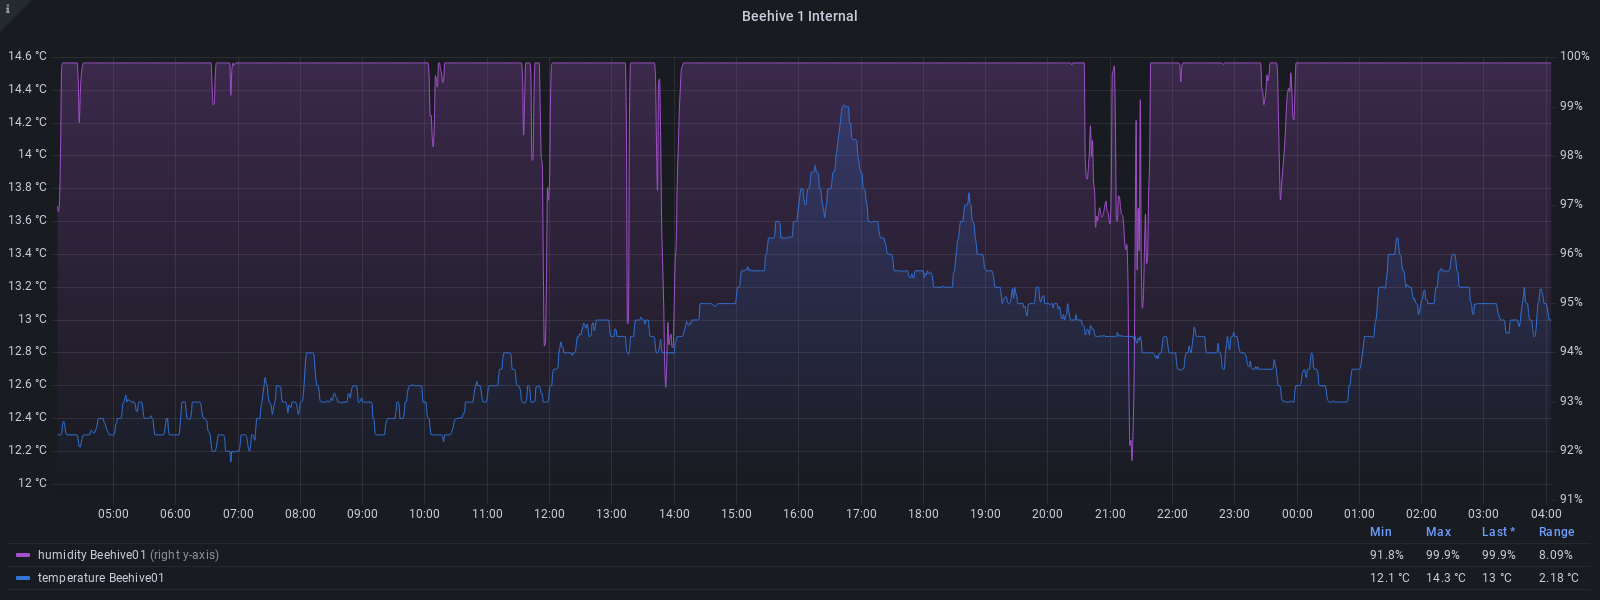 i
Beehive 1 Internal
14.6 °C 100%
14.4 °C
14.2 °C 99%
14 °C 98%
13.8 °C
13.6 °C 97%
13.4 °C 96%
13.2 °C 95%
13 °C
12.8 °C 94%
12.6 °C 93%
12.4 °C
12.2 °C 92%
12 °C 91%
05:00 06:00 07:00 08:00 09:00 10:00 11:00 12:00 13:00 14:00 15:00 16:00 17:00 18:00 19:00 20:00 21:00 22:00 23:00 00:00 01:00 02:00 03:00 04:00
Min Max Last * Range
humidity Beehive01 (right y-axis) 91.8% 99.9% 99.9% 8.09%
temperature Beehive01 12.1 °C 14.3 °C 13 °C 2.18 °C